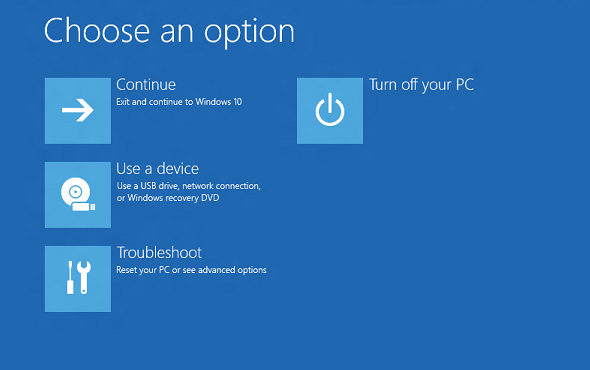 Choose an option
Continue
Exit and continue to Windows 10
Turn off your PC
Use a device
Use a USB drive, network connection,
or Windows recovery DVD
Troubleshoot
Reset your PC or see advanced options